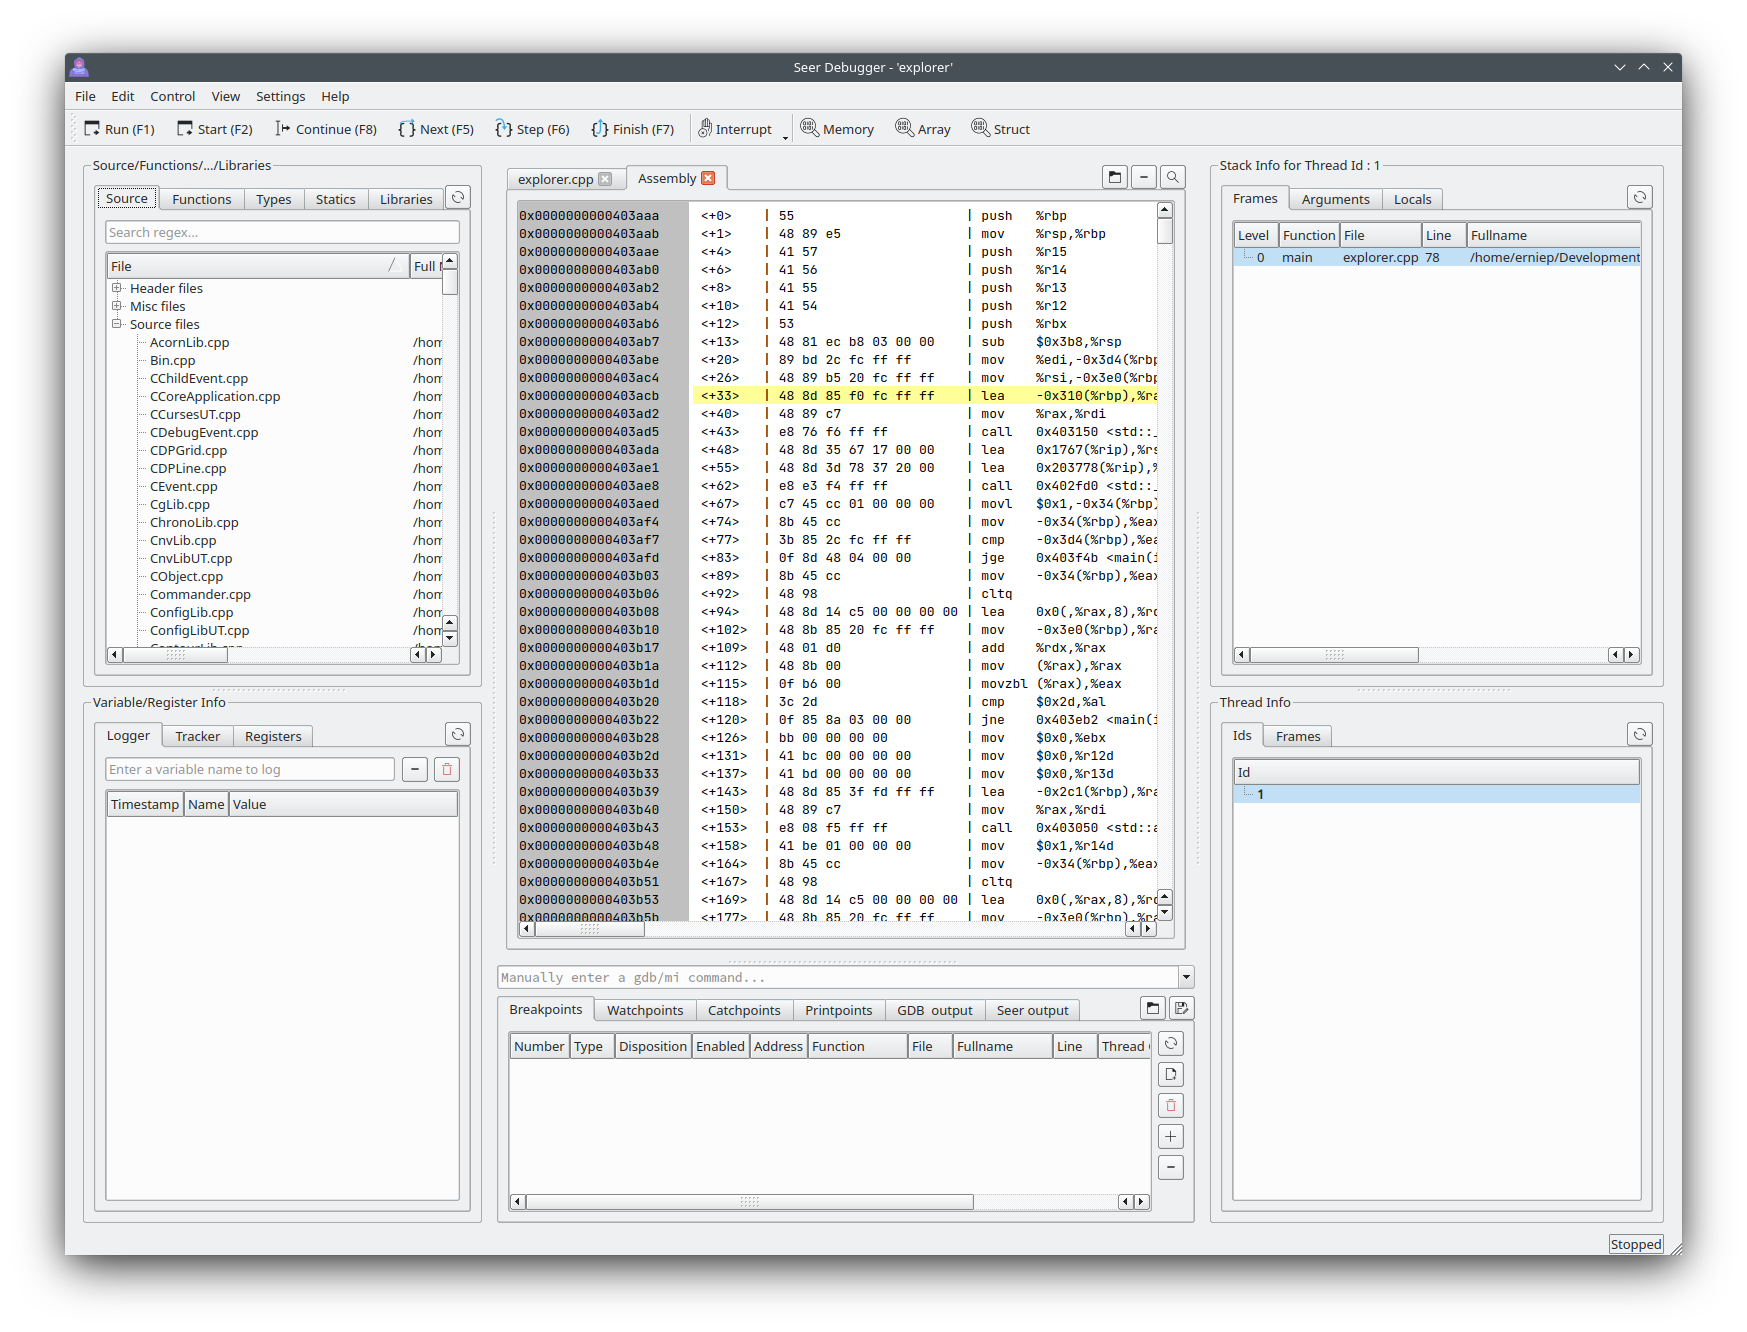 Seer Debugger - 'explorer'
File Edit Control View Settings Help
Run (F1) Start (F2) Continue (F8) Next (F5) Step (F6) Finish (F7) Interrupt Memory Array Struct
Source/Functions/.../Libraries
Source Functions Types Statics Libraries
Search regex...
File Full
Header files
Misc files
Source files
AcornLib.cpp /hom
Bin.cpp /hom
CChildEvent.cpp /hom
CCoreApplication.cpp /hom
CCursesUT.cpp /hom
CDebugEvent.cpp /hom
CDPGrid.cpp /hom
CDPLine.cpp /hom
CEvent.cpp /hom
CgLib.cpp /hom
ChronoLib.cpp /hom
CnvLib.cpp /hom
CnvLibUT.cpp /hom
CObject.cpp /hom
Commander.cpp /hom
ConfigLib.cpp /hom
ConfigLibUT.cpp /hom
Variable/Register Info
Logger Tracker Registers
Enter a variable name to log
Timestamp Name Value
explorer.cpp Assembly
0x0000000000403aaa <+0> | 55 | push %rbp
0x0000000000403aab <+1> | 48 89 e5 | mov %rsp,%rbp
0x0000000000403aae <+4> | 41 57 | push %r15
0x0000000000403ab0 <+6> | 41 56 | push %r14
0x0000000000403ab2 <+8> | 41 55 | push %r13
0x0000000000403ab4 <+10> | 41 54 | push %r12
0x0000000000403ab6 <+12> | 53 | push %rbx
0x0000000000403ab7 <+13> | 48 81 ec b8 03 00 00 | sub $0x3b8,%rsp
0x0000000000403abe <+20> | 89 bd 2c fc ff ff | mov %edi,-0x3d4(%rbp
0x0000000000403ac4 <+26> | 48 89 b5 20 fc ff ff | mov %rsi,-0x3e0(%rbp
0x0000000000403acb <+33> | 48 8d 85 f0 fc ff ff | lea -0x310(%rbp),%ra
0x0000000000403ad2 <+40> | 48 89 c7 | mov %rax,%rdi
0x0000000000403ad5 <+43> | e8 76 f6 ff ff | call 0x403150 <std::_
0x0000000000403ada <+48> | 48 8d 35 67 17 00 00 | lea 0x1767(%rip),%rs
0x0000000000403ae1 <+55> | 48 8d 3d 78 37 20 00 | lea 0x203778(%rip),%
0x0000000000403ae8 <+62> | e8 e3 f4 ff ff | call 0x402fd0 <std::_
0x0000000000403aed <+67> | c7 45 cc 01 00 00 00 | movl $0x1,-0x34(%rbp)
0x0000000000403af4 <+74> | 8b 45 cc | mov -0x34(%rbp),%eax
0x0000000000403af7 <+77> | 3b 85 2c fc ff ff | cmp -0x3d4(%rbp),%ea
0x0000000000403afd <+83> | 0f 8d 48 04 00 00 | jge 0x403f4b <main(i
0x0000000000403b03 <+89> | 8b 45 cc | mov -0x34(%rbp),%eax
0x0000000000403b06 <+92> | 48 98 | cltq
0x0000000000403b08 <+94> | 48 8d 14 c5 00 00 00 00 | lea 0x0(,%rax,8),%rd
0x0000000000403b10 <+102> | 48 8b 85 20 fc ff ff | mov -0x3e0(%rbp),%ra
0x0000000000403b17 <+109> | 48 01 d0 | add %rdx,%rax
0x0000000000403b1a <+112> | 48 8b 00 | mov (%rax),%rax
0x0000000000403b1d <+115> | 0f b6 00 | movzbl (%rax),%eax
0x0000000000403b20 <+118> | 3c 2d | cmp $0x2d,%al
0x0000000000403b22 <+120> | 0f 85 8a 03 00 00 | jne 0x403eb2 <main(i
0x0000000000403b28 <+126> | bb 00 00 00 00 | mov $0x0,%ebx
0x0000000000403b2d <+131> | 41 bc 00 00 00 00 | mov $0x0,%r12d
0x0000000000403b33 <+137> | 41 bd 00 00 00 00 | mov $0x0,%r13d
0x0000000000403b39 <+143> | 48 8d 85 3f fd ff ff | lea -0x2c1(%rbp),%ra
0x0000000000403b40 <+150> | 48 89 c7 | mov %rax,%rdi
0x0000000000403b43 <+153> | e8 08 f5 ff ff | call 0x403050 <std::a
0x0000000000403b48 <+158> | 41 be 01 00 00 00 | mov $0x1,%r14d
0x0000000000403b4e <+164> | 8b 45 cc | mov -0x34(%rbp),%eax
0x0000000000403b51 <+167> | 48 98 | cltq
0x0000000000403b53 <+169> | 48 8d 14 c5 00 00 00 00 | lea 0x0(,%rax,8),%rd
0x0000000000403b5b <+177> | 48 8b 85 20 fc ff ff | mov -0x3e0(%rbp),%ra
Manually enter a gdb/mi command...
Breakpoints Watchpoints Catchpoints Printpoints GDB output Seer output
Number Type Disposition Enabled Address Function File Fullname Line Thread
Stack Info for Thread Id : 1
Frames Arguments Locals
Level Function File Line Fullname
0 main explorer.cpp 78 /home/erniep/Development
Thread Info
Ids Frames
Id
1
Stopped